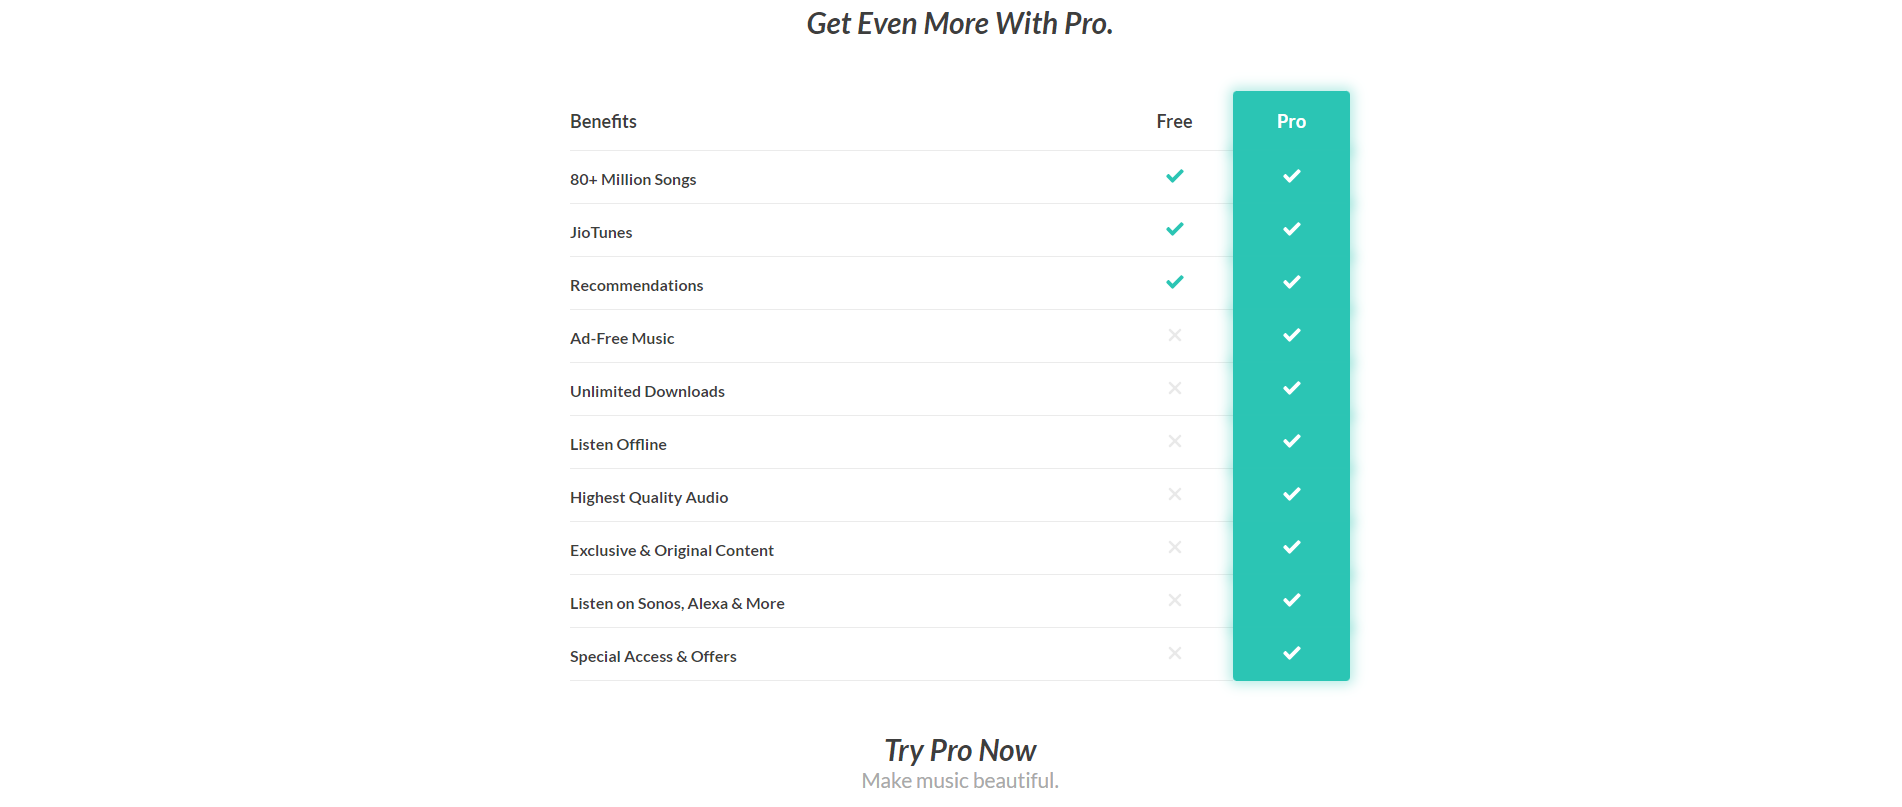 Get Even More With Pro.
Benefits Free Pro
80+ Million Songs
JioTunes
Recommendations
Ad-Free Music
Unlimited Downloads
Listen Offline
Highest Quality Audio
Exclusive & Original Content
Listen on Sonos, Alexa & More
Special Access & Offers
Try Pro Now
Make music beautiful.